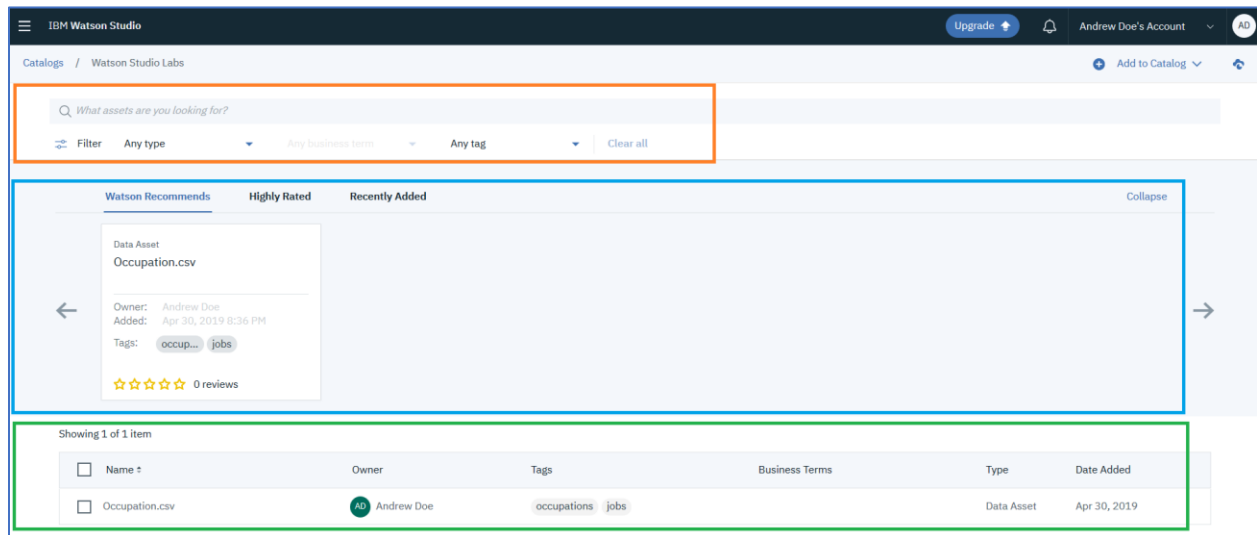 IBM Watson Studio Upgrade Andrew Doe's Account AD
Catalogs / Watson Studio Labs Add to Catalog
What assets are you looking for?
Filter Any type Any business term Any tag Clear all
Watson Recommends Highly Rated Recently Added Collapse
Data Asset
Occupation.csv
Owner: Andrew Doe
Added: Apr 30, 2019 8:36 PM
Tags: occup... jobs
0 reviews
Showing 1 of 1 item
Name Owner Tags Business Terms Type Date Added
Occupation.csv AD Andrew Doe occupations jobs Data Asset Apr 30, 2019